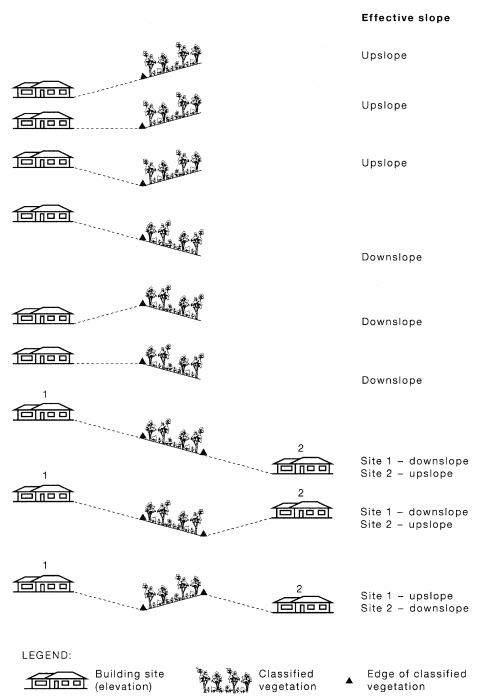 Effective slope
Upslope
Upslope
Upslope
Downslope
Downslope
Downslope
1
2
Site 1 – downslope
Site 2 – upslope
1
2
Site 1 – downslope
Site 2 – upslope
1
2
Site 1 – upslope
Site 2 – downslope
LEGEND:
Building site
(elevation)
Classified
vegetation
Edge of classified
vegetation